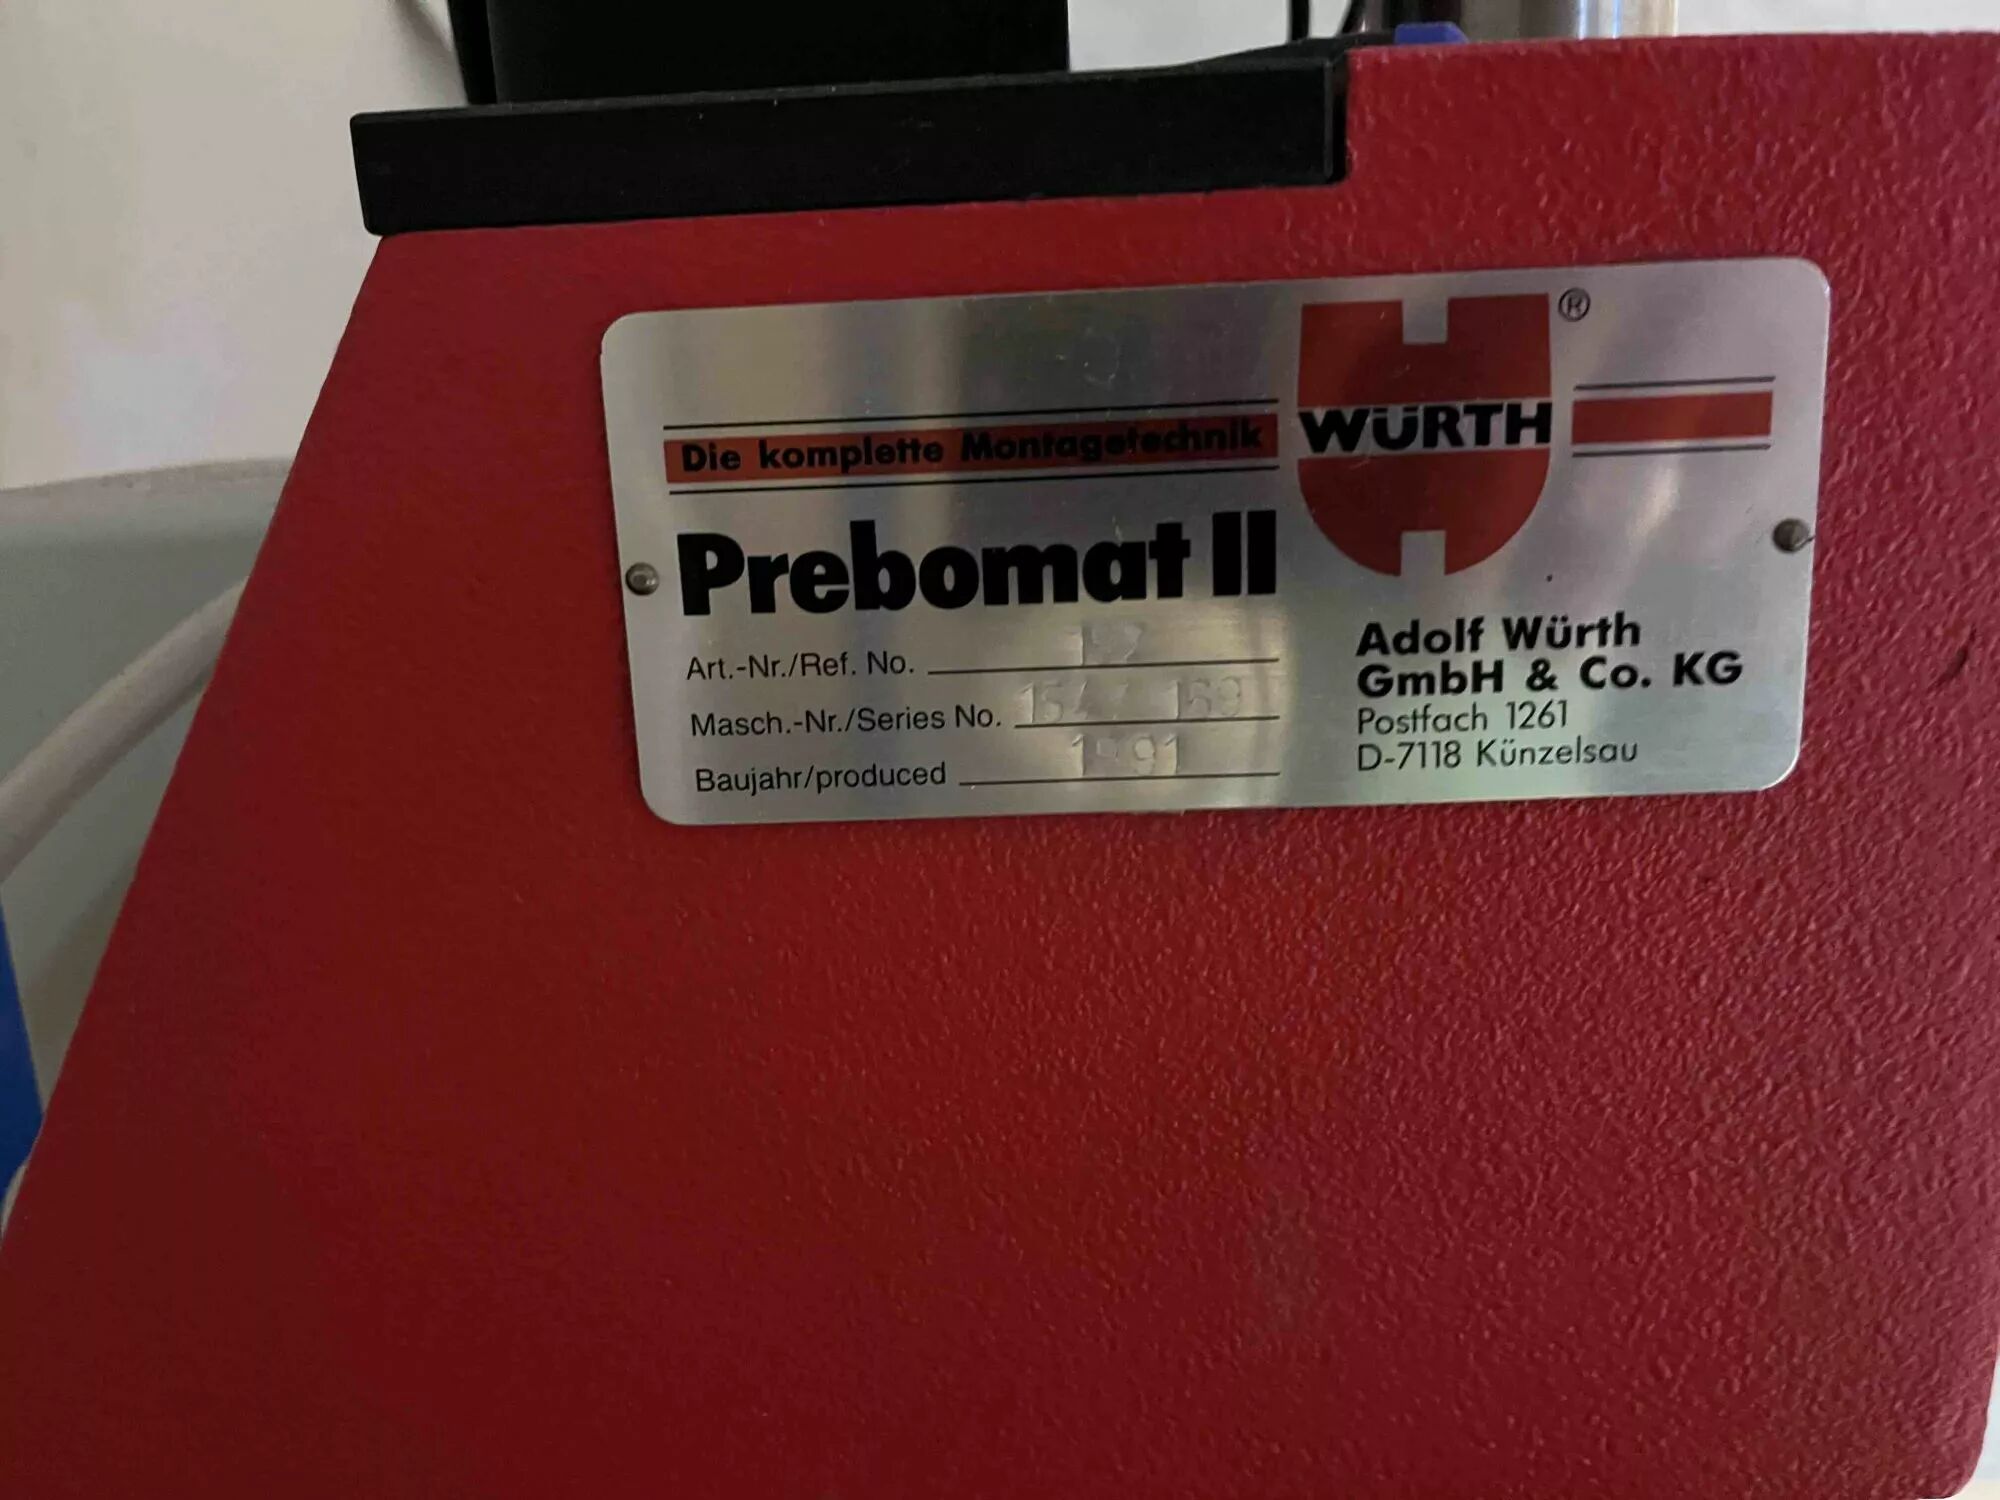 Die komplette Montagetechnik
WÜRTH ®
Prebomat II
Art.-Nr./Ref. No.
Masch.-Nr./Series No.
Baujahr/produced 1991
Adolf Würth
GmbH & Co. KG
Postfach 1261
D-7118 Künzelsau